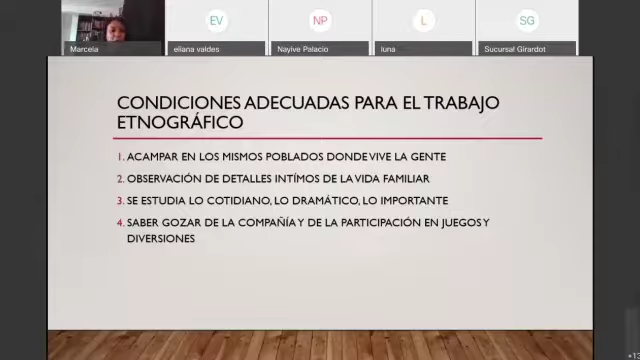 EV
NP
L
SG
Marcela
eliana valdes
Nayive Palacio
luna
Sucursal Girardot
CONDICIONES ADECUADAS PARA EL TRABAJO
ETNOGRÁFICO
1. ACAMPAR EN LOS MISMOS POBLADOS DONDE VIVE LA GENTE
2. OBSERVACIÓN DE DETALLES INTÍMOS DE LA VIDA FAMILIAR
3. SE ESTUDIA LO COTIDIANO, LO DRAMÁTICO, LO IMPORTANTE
4. SABER GOZAR DE LA COMPAÑÍA Y DE LA PARTICIPACIÓN EN JUEGOS Y
DIVERSIONES